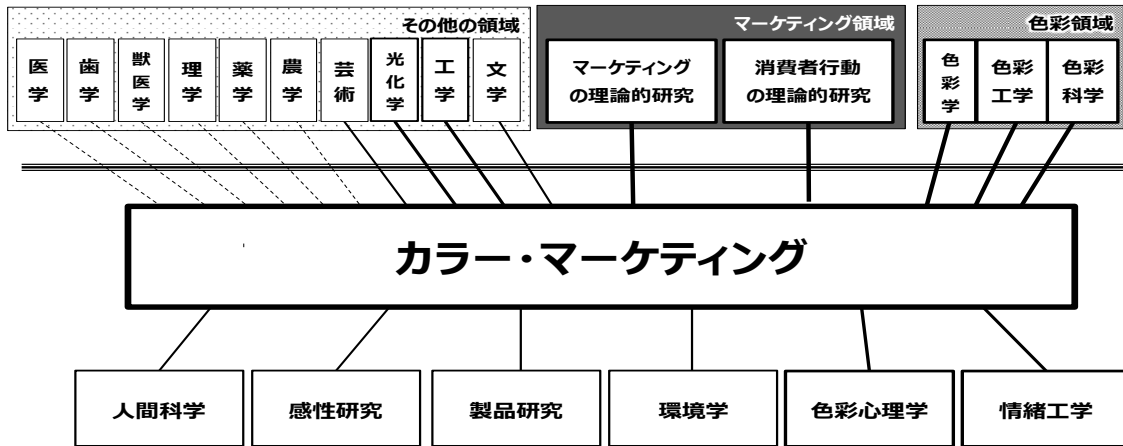 その他の領域
マーケティング領域
色彩領域
医学
歯学
獣医学
理学
薬学
農学
芸術
光化学
工学
文学
マーケティング
の理論的研究
消費者行動
の理論的研究
色彩学
色彩
工学
色彩
科学
カラー・マーケティング
人間科学
感性研究
製品研究
環境学
色彩心理学
情緒工学